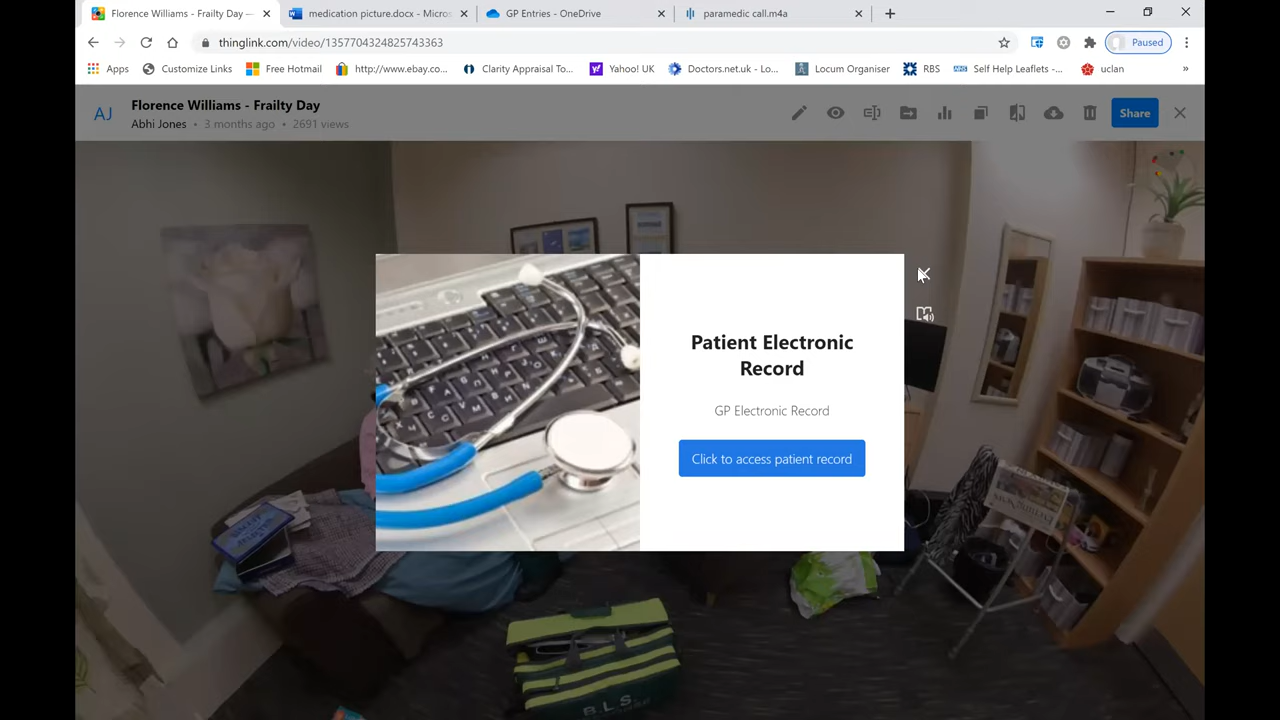 Florence Williams - Frailty Day —
medication picture.docx - Micros
GP Entries - OneDrive
paramedic call.m4a
thinglink.com/video/1357704324825743363
Paused
Apps
Customize Links
Free Hotmail
http://www.ebay.co...
Clarity Appraisal To...
Yahoo! UK
Doctors.net.uk - Lo...
Locum Organiser
RBS
Self Help Leaflets -...
uclan
»
AJ
Florence Williams - Frailty Day
Abhi Jones • 3 months ago • 2691 views
Share
Patient Electronic
Record
GP Electronic Record
Click to access patient record
B.L.S.